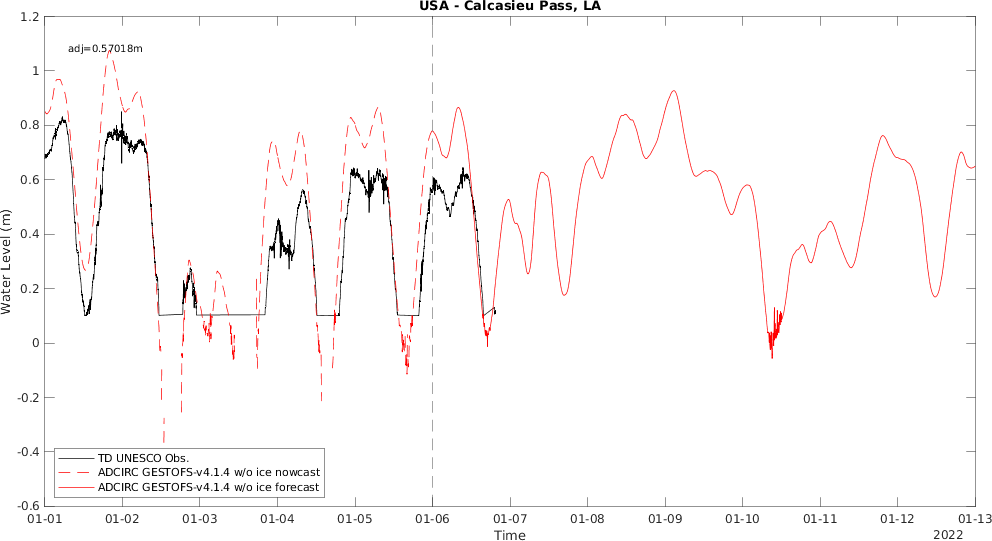 USA - Calcasieu Pass, LA
adj=0.57018m
Water Level (m)
1.2
1
0.8
0.6
0.4
0.2
0
-0.2
-0.4
-0.6
TD UNESCO Obs.
ADCIRC GESTOFS-v4.1.4 w/o ice nowcast
ADCIRC GESTOFS-v4.1.4 w/o ice forecast
01-01 01-02 01-03 01-04 01-05 01-06 01-07 01-08 01-09 01-10 01-11 01-12 01-13
Time
2022